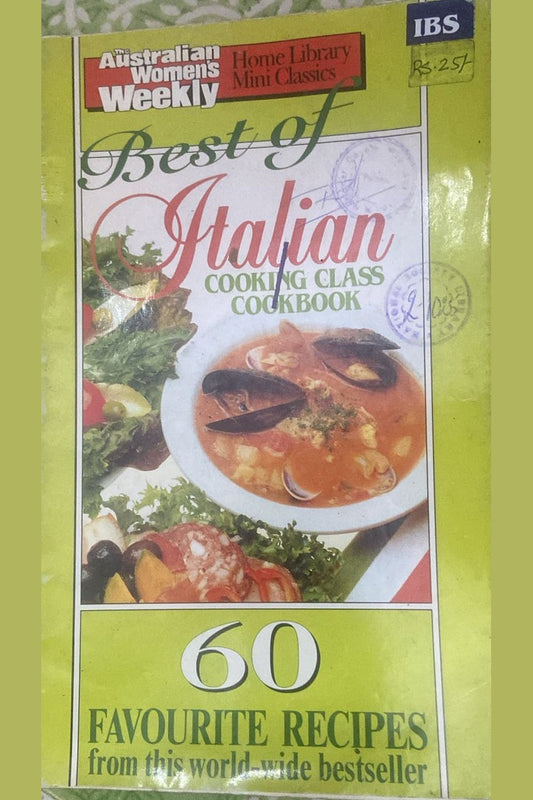 IBS
RS.25/-
The
Australian
Women's
Weekly
Home Library
Mini Classics
Best of
Italian
COOKING CLASS
COOKBOOK
60
FAVOURITE RECIPES
from this world-wide bestseller